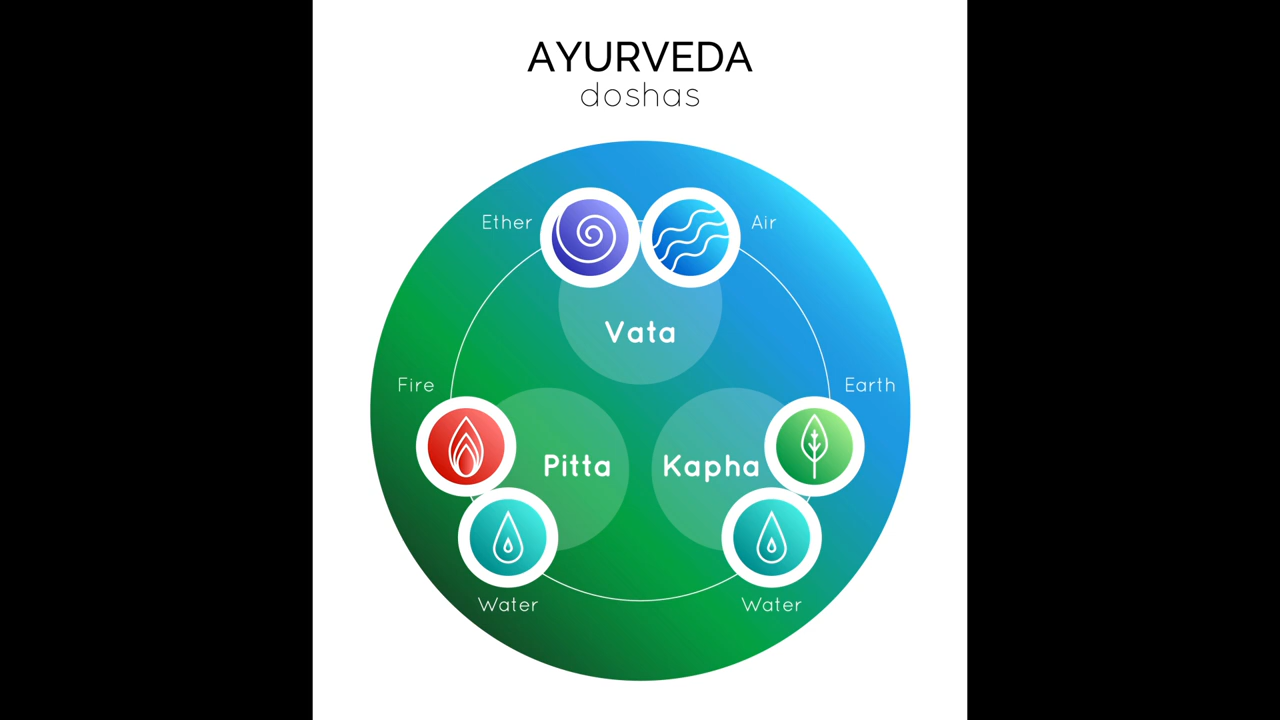 AYURVEDA
doshas
Ether
Air
Vata
Fire
Earth
Pitta
Kapha
Water
Water